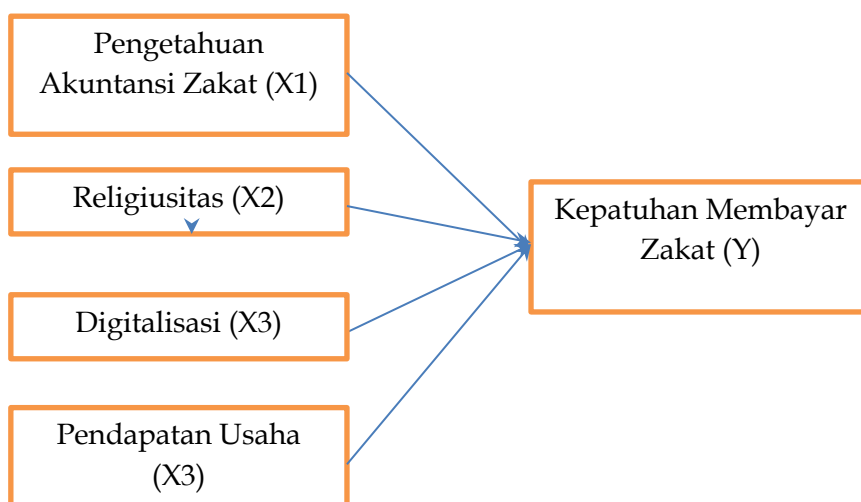 Pengetahuan
Akuntansi Zakat (X1)
Religiusitas (X2)
Kepatuhan Membayar
Zakat (Y)
Digitalisasi (X3)
Pendapatan Usaha
(X3)